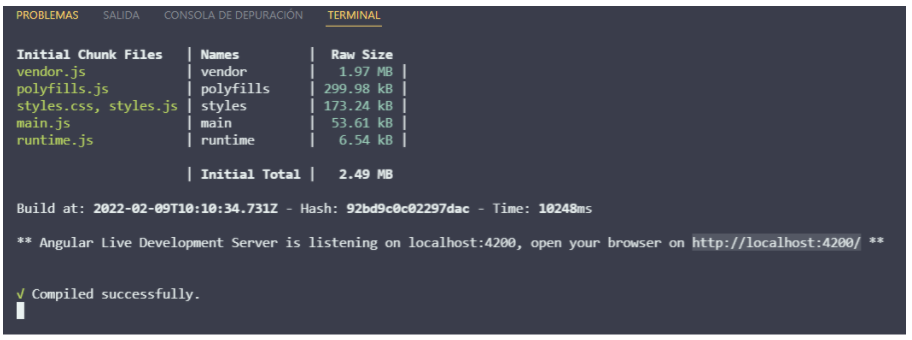 PROBLEMAS SALIDA CONSOLA DE DEPURACIÓN TERMINAL
Initial Chunk Files | Names | Raw Size
vendor.js | vendor | 1.97 MB |
polyfills.js | polyfills | 299.98 kB |
styles.css, styles.js | styles | 173.24 kB |
main.js | main | 53.61 kB |
runtime.js | runtime | 6.54 kB |
| Initial Total | 2.49 MB
Build at: 2022-02-09T10:10:34.731Z - Hash: 92bd9c0c02297dac - Time: 10248ms
** Angular Live Development Server is listening on localhost:4200, open your browser on http://localhost:4200/ **
√ Compiled successfully.